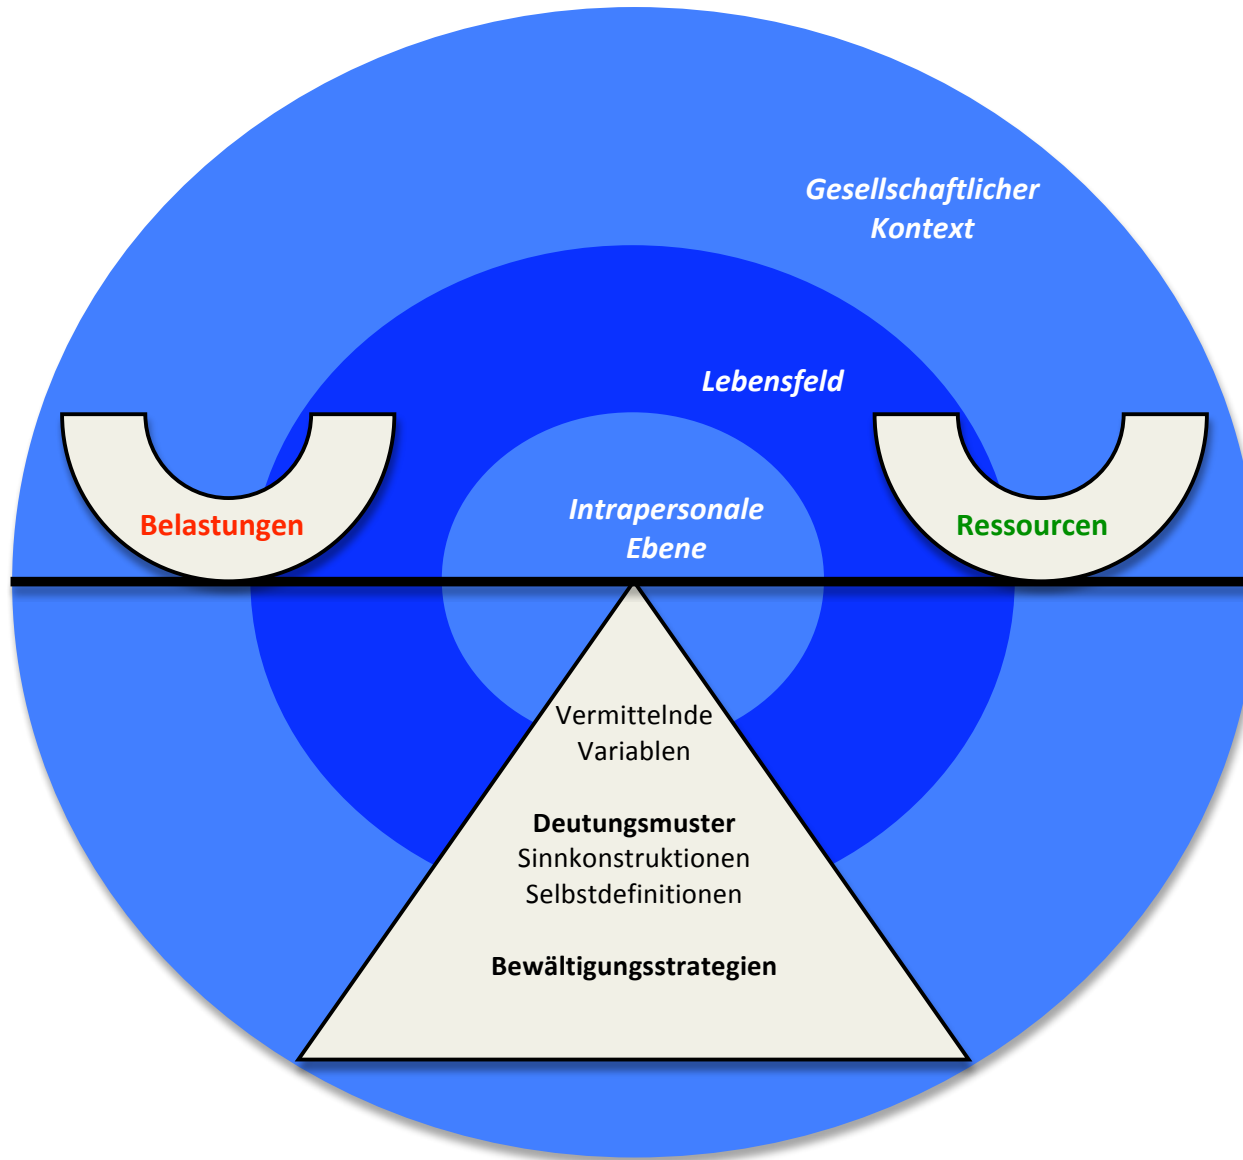 Gesellschaftlicher
Kontext
Lebensfeld
Intrapersonale
Ebene
Belastungen
Ressourcen
Vermittelnde
Variablen
Deutungsmuster
Sinnkonstruktionen
Selbstdefinitionen
Bewältigungsstrategien